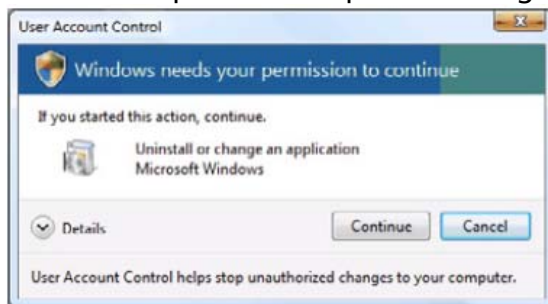 User Account Control
Windows needs your permission to continue
If you started this action, continue.
Uninstall or change an application
Microsoft Windows
Details
Continue
Cancel
User Account Control helps stop unauthorized changes to your computer.